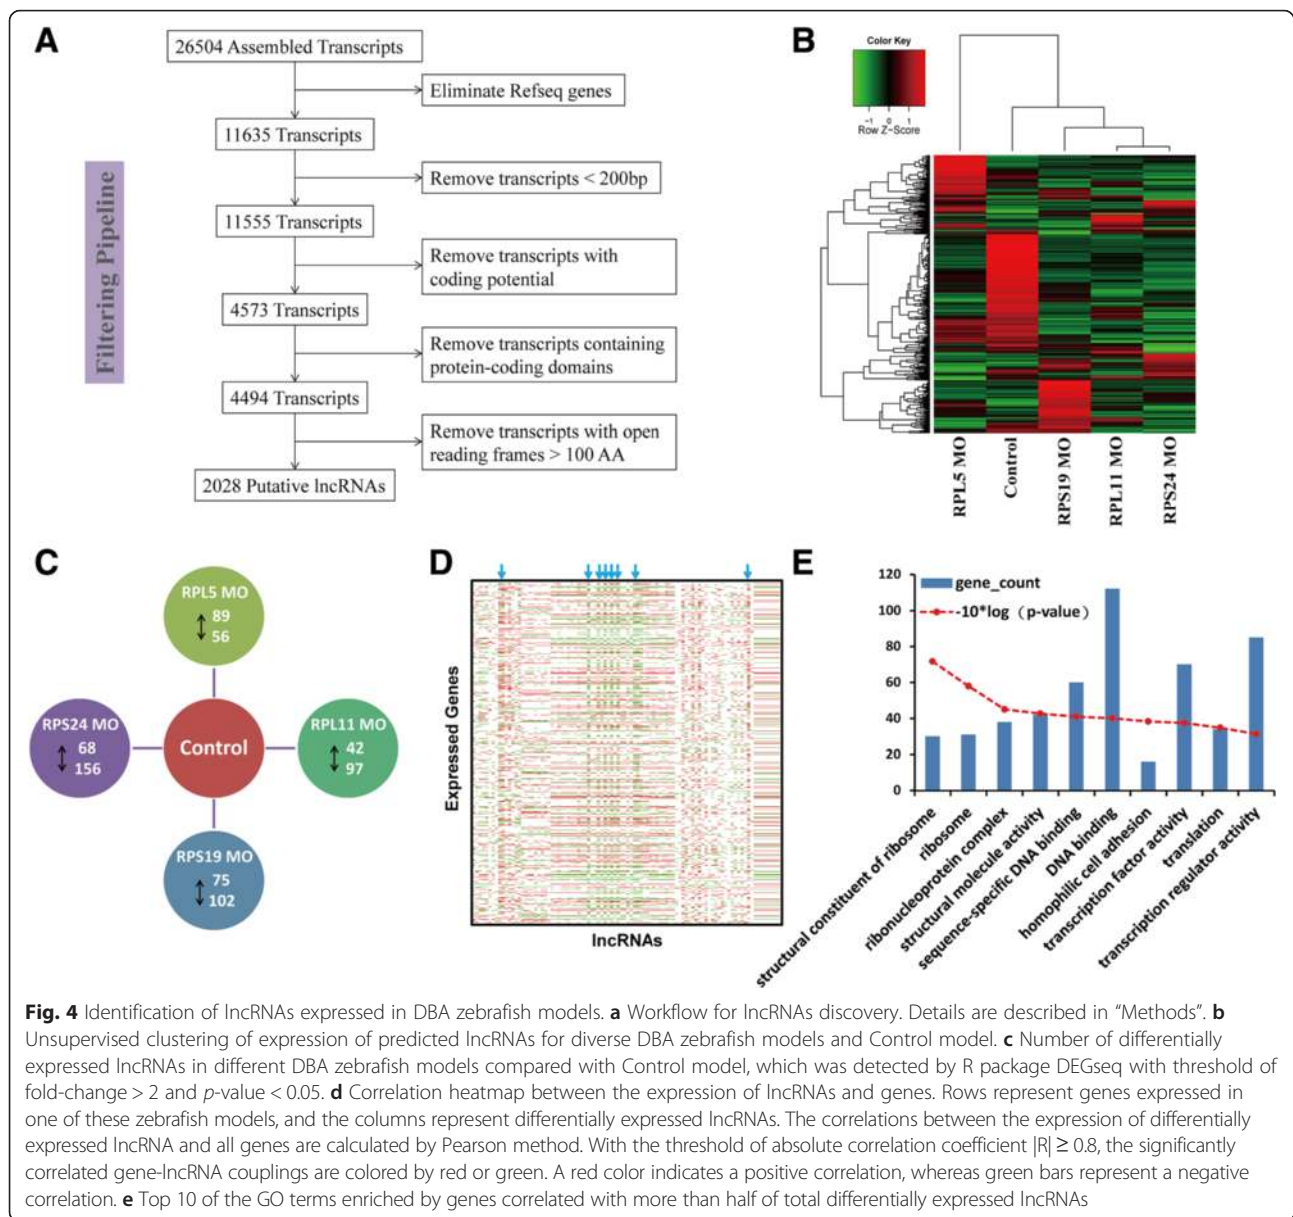 A
26504 Assembled Transcripts
Eliminate Refseq genes
11635 Transcripts
Remove transcripts < 200bp
11555 Transcripts
Remove transcripts with
coding potential
4573 Transcripts
Remove transcripts containing
protein-coding domains
4494 Transcripts
Remove transcripts with open
reading frames > 100 AA
2028 Putative lncRNAs
Filtering Pipeline
B
Color Key
-1 0 1
Row Z-Score
RPL5 MO
Control
RPS19 MO
RPL11 MO
RPS24 MO
C
RPL5 MO
89
56
RPS24 MO
68
156
Control
RPL11 MO
42
97
RPS19 MO
75
102
D
Expressed Genes
lncRNAs
E
gene_count
-10*log (p-value)
120
100
80
60
40
20
0
structural constituent of ribosome
ribosome
ribonucleoprotein complex
structural molecule activity
sequence-specific DNA binding
DNA binding
homophilic cell adhesion
transcription factor activity
translation
transcription regulator activity
Fig. 4 Identification of lncRNAs expressed in DBA zebrafish models. a Workflow for lncRNAs discovery. Details are described in “Methods”. b
Unsupervised clustering of expression of predicted lncRNAs for diverse DBA zebrafish models and Control model. c Number of differentially
expressed lncRNAs in different DBA zebrafish models compared with Control model, which was detected by R package DEGseq with threshold of
fold-change > 2 and p-value < 0.05. d Correlation heatmap between the expression of lncRNAs and genes. Rows represent genes expressed in
one of these zebrafish models, and the columns represent differentially expressed lncRNAs. The correlations between the expression of differentially
expressed lncRNA and all genes are calculated by Pearson method. With the threshold of absolute correlation coefficient |R| ≥ 0.8, the significantly
correlated gene-lncRNA couplings are colored by red or green. A red color indicates a positive correlation, whereas green bars represent a negative
correlation. e Top 10 of the GO terms enriched by genes correlated with more than half of total differentially expressed lncRNAs